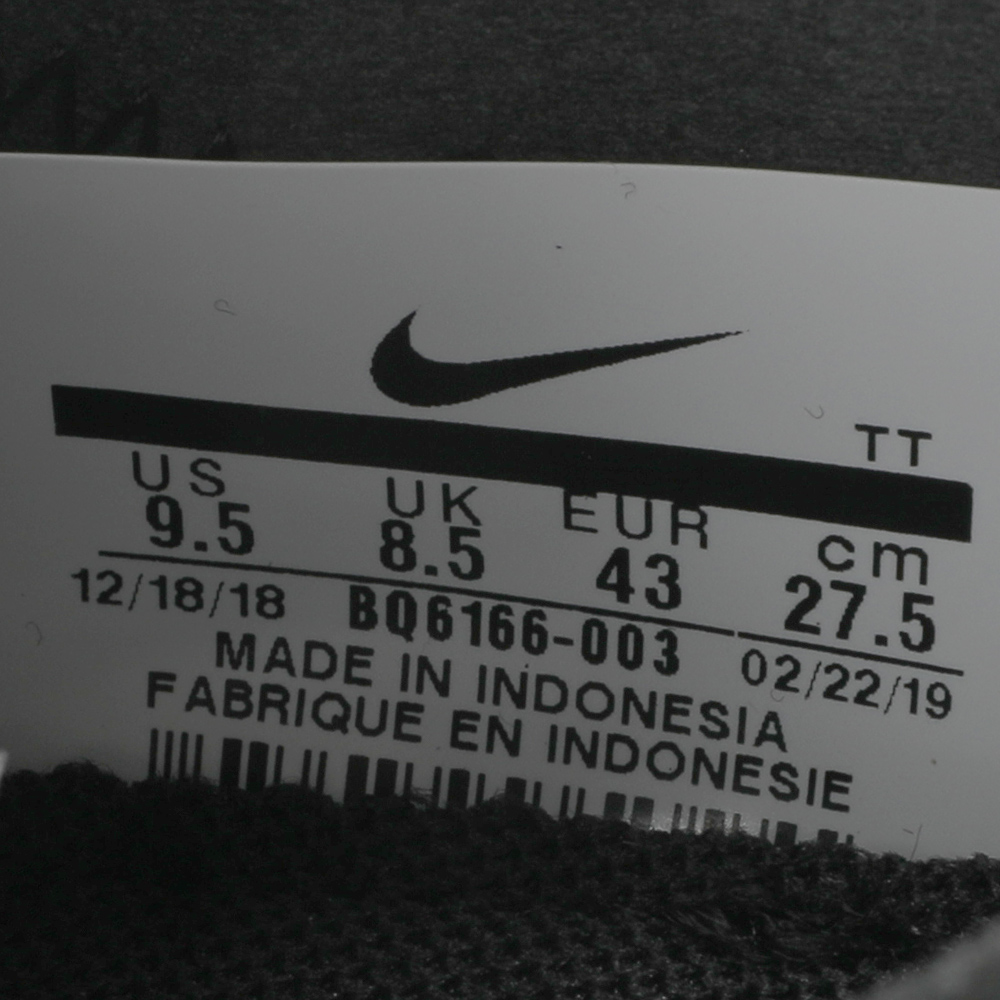 TT
US UK EUR cm
9.5 8.5 43 27.5
12/18/18 BQ6166-003 02/22/19
MADE IN INDONESIA
FABRIQUE EN INDONESIE